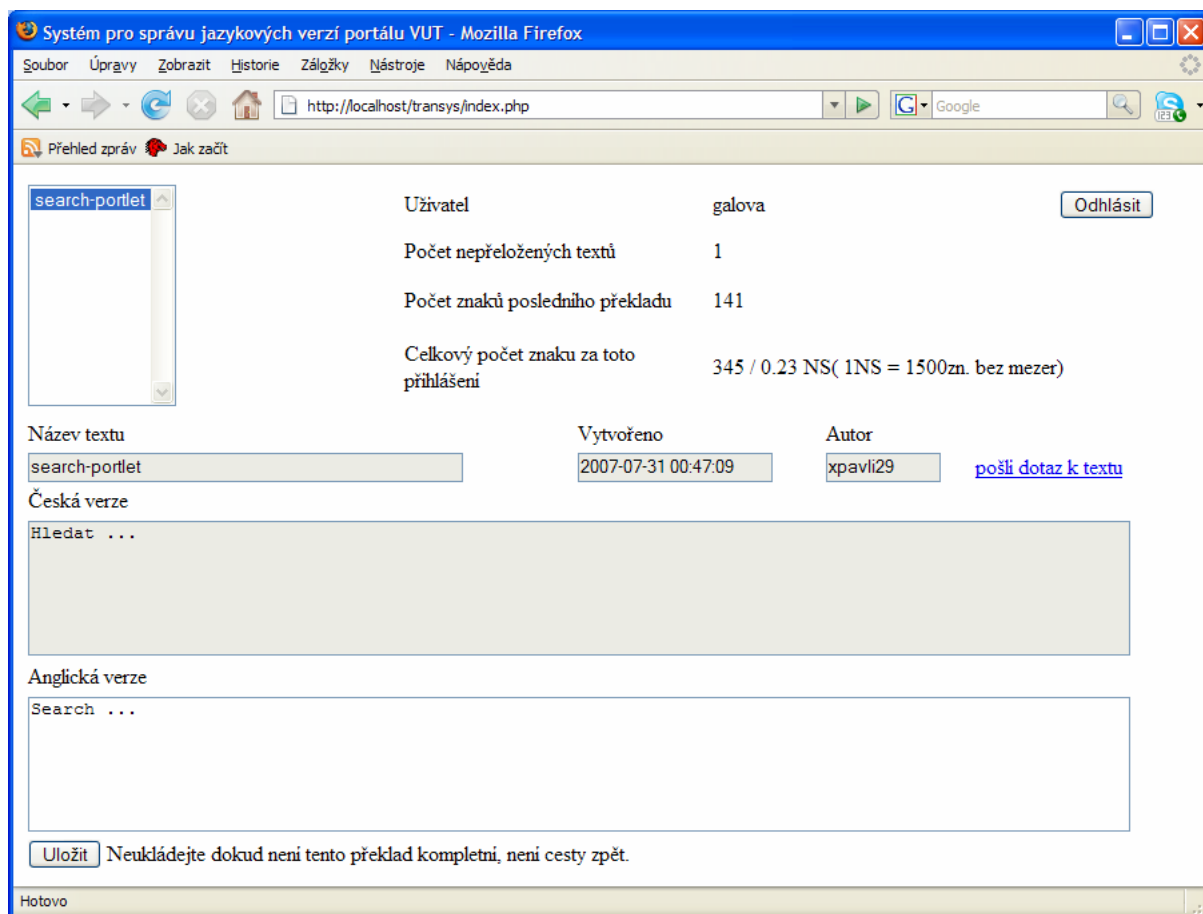 Systém pro správu jazykových verzí portálu VUT - Mozilla Firefox
Soubor Úpravy Zobrazit Historie Záložky Nástroje Nápověda
http://localhost/transys/index.php G Google
Přehled zpráv Jak začít
search-portlet Uživatel galova Odhlásit
Počet nepřeložených textů 1
Počet znaků posledního překladu 141
Celkový počet znaku za toto
přihlášení 345 / 0.23 NS( 1NS = 1500zn. bez mezer)
Název textu Vytvořeno Autor
search-portlet 2007-07-31 00:47:09 xpavli29 pošli dotaz k textu
Česká verze
Hledat ...
Anglická verze
Search ...
Uložit Neukládejte dokud není tento překlad kompletní, není cesty zpět.
Hotovo